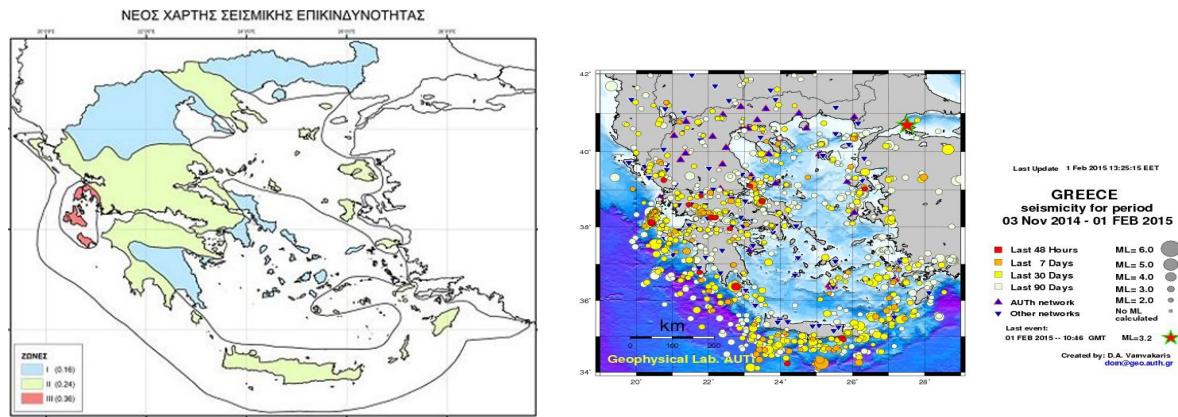 ΝΕΟΣ ΧΑΡΤΗΣ ΣΕΙΣΜΙΚΗΣ ΕΠΙΚΙΝΔΥΝΟΤΗΤΑΣ
ΖΩΝΕΣ
I (0.16)
II (0.24)
III (0.36)
42˚
40˚
38˚
36˚
34˚
20˚
22˚
24˚
26˚
28˚
km
Geophysical Lab. AUTH
Last Update 1 Feb 2015 13:25:15 EET
GREECE
seismicity for period
03 Nov 2014 - 01 FEB 2015
Last 48 Hours
Last 7 Days
Last 30 Days
Last 90 Days
AUTh network
Other networks
ML= 6.0
ML= 5.0
ML= 4.0
ML= 3.0
ML= 2.0
No ML
calculated
Last event:
01 FEB 2015 -- 10:46 GMT ML=3.2
Created by: D.A. Vamvakaris
dom@geo.auth.gr